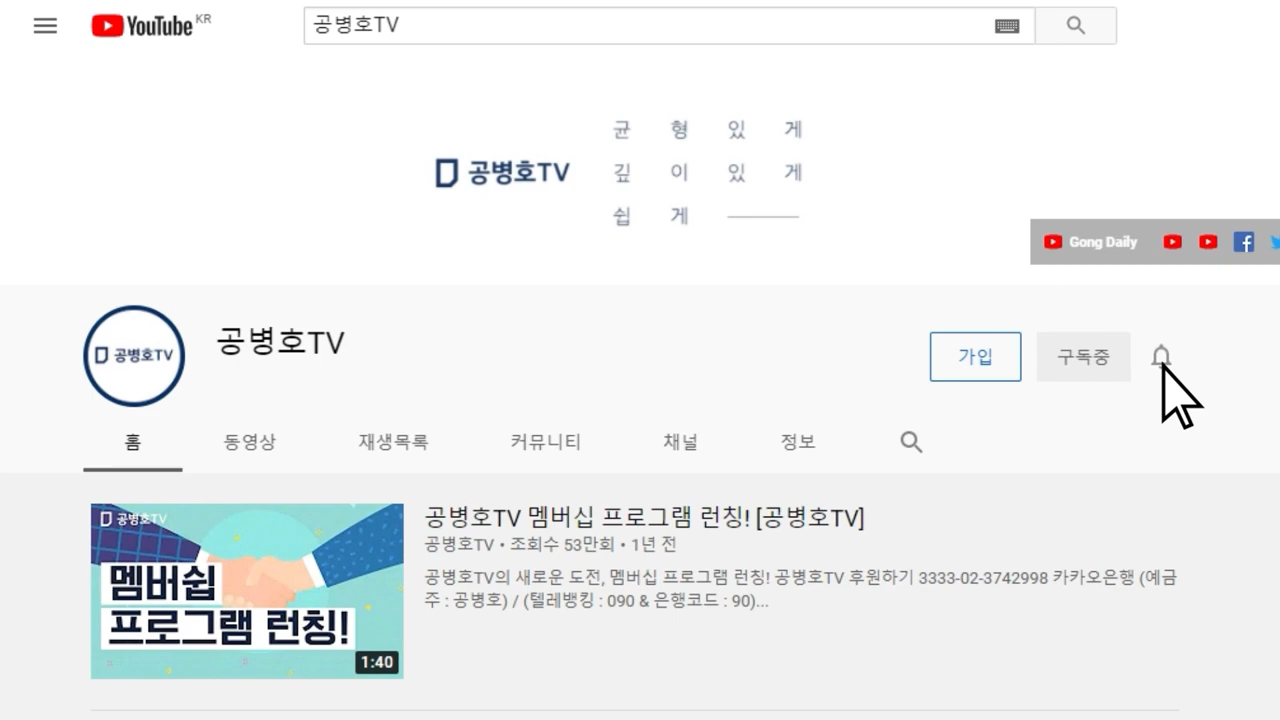 YouTube KR
공병호TV
균 형 있 게
공병호TV
깊 이 있 게
쉽 게
Gong Daily
공병호TV
공병호TV
가입
구독중
홈
동영상
재생목록
커뮤니티
채널
정보
공병호TV
멤버쉽
프로그램 런칭!
1:40
공병호TV 멤버십 프로그램 런칭! [공병호TV]
공병호TV • 조회수 53만회 • 1년 전
공병호TV의 새로운 도전, 멤버십 프로그램 런칭! 공병호TV 후원하기 3333-02-3742998 카카오은행 (예금
주 : 공병호) / (텔레뱅킹 : 090 & 은행코드 : 90)...